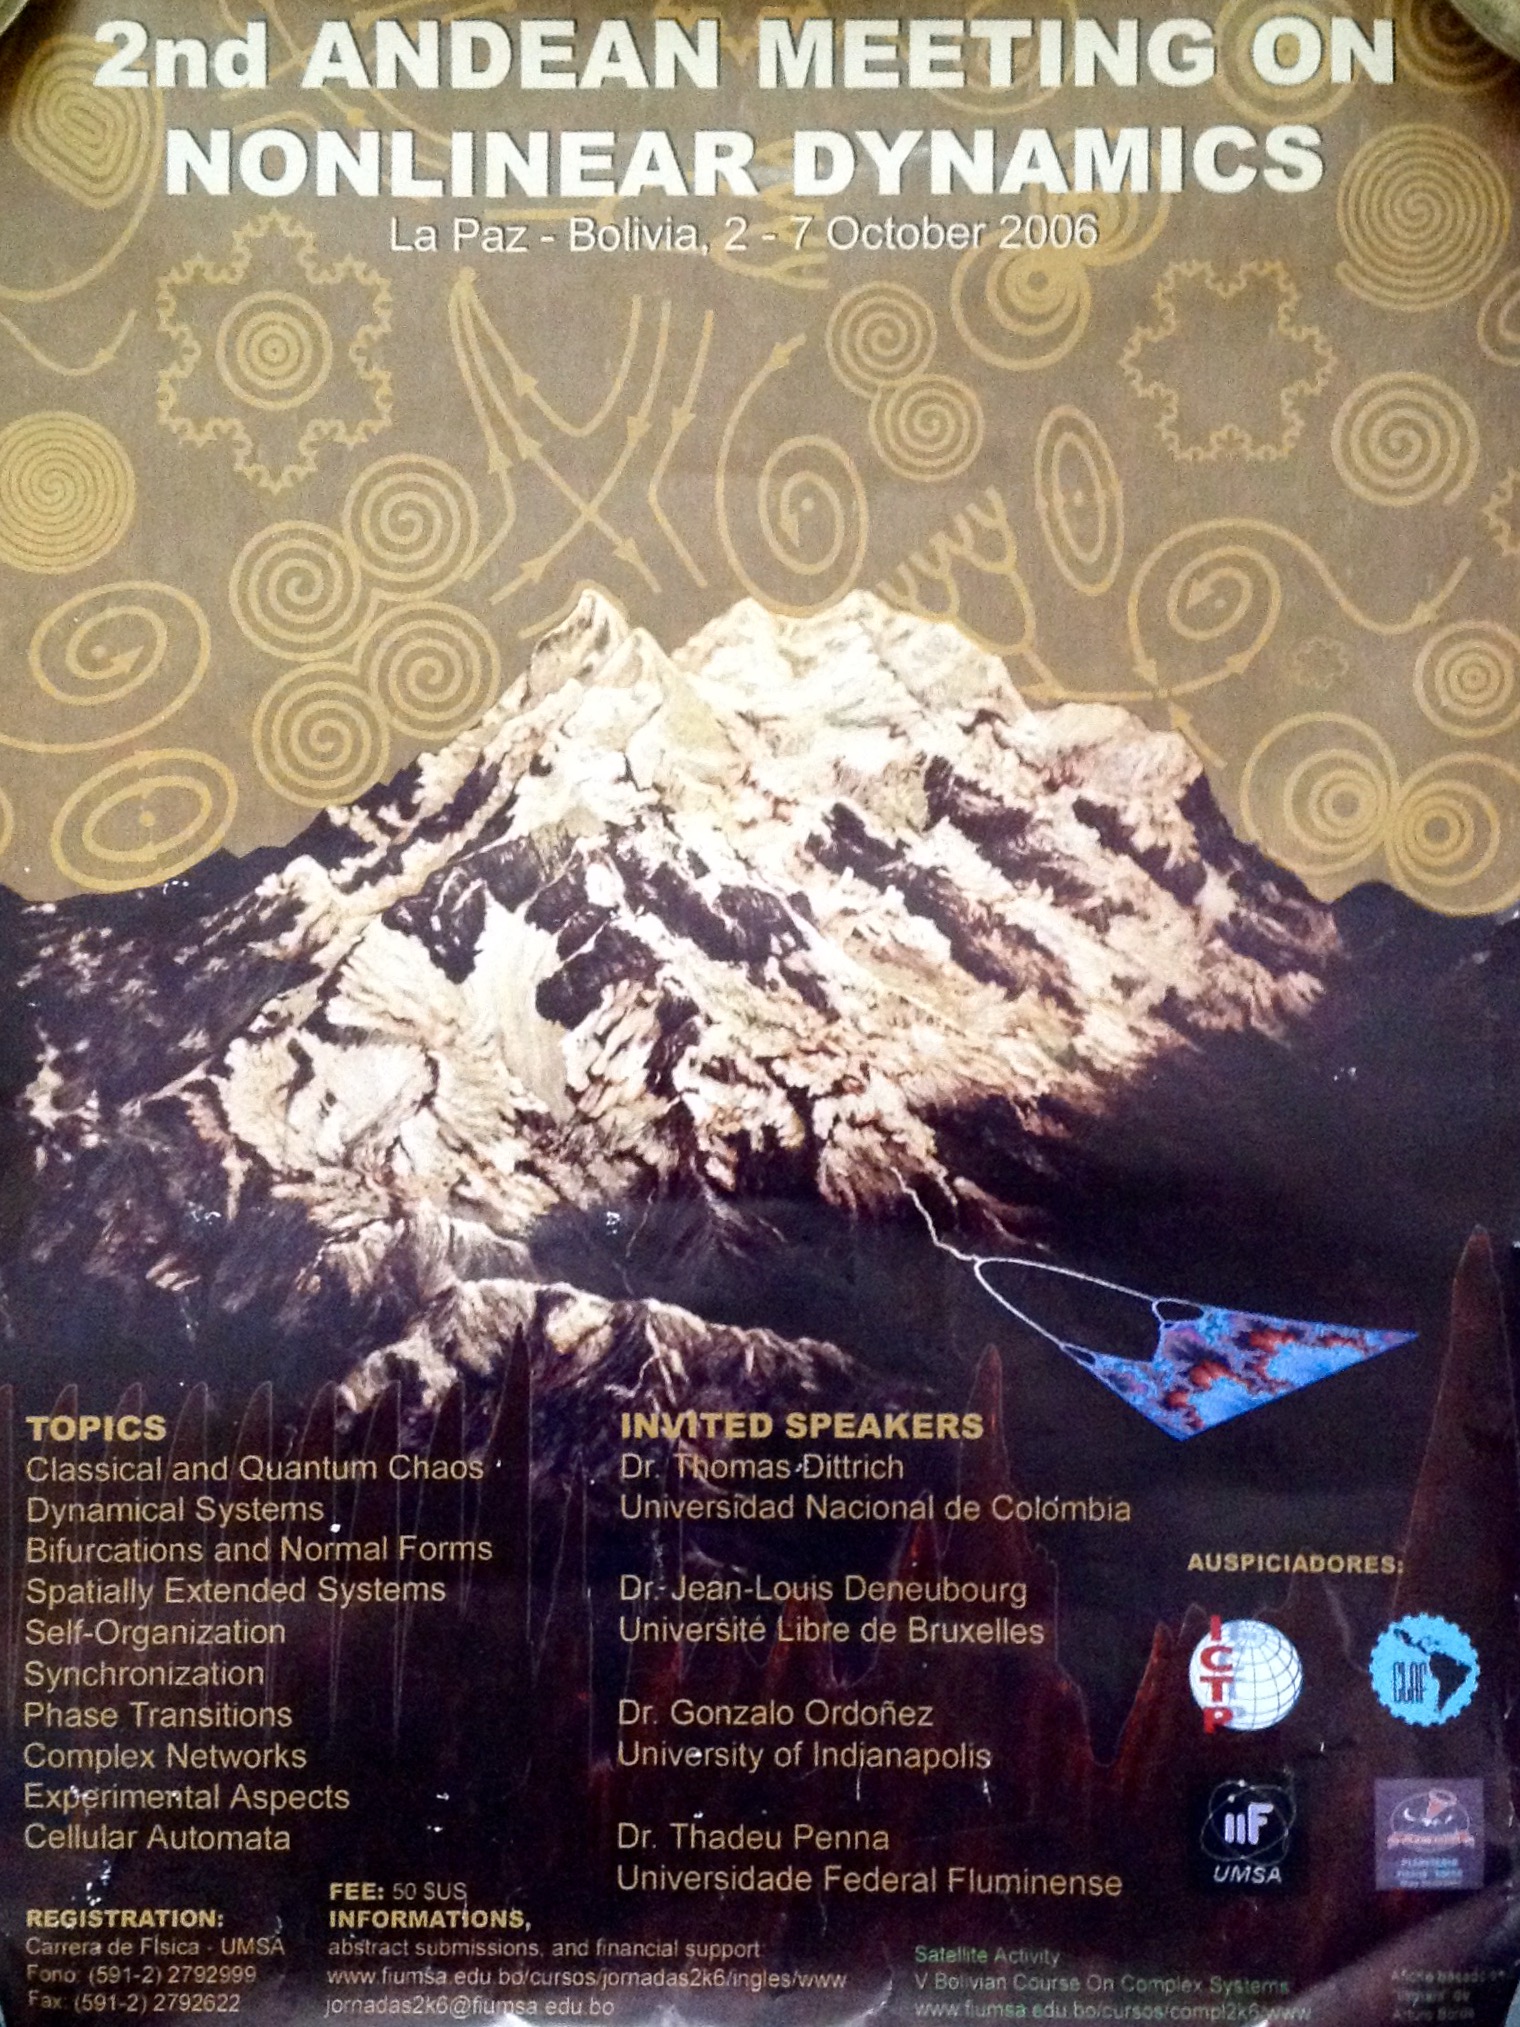 2nd ANDEAN MEETING ON
NONLINEAR DYNAMICS
La Paz - Bolivia, 2 - 7 October 2006
TOPICS
Classical and Quantum Chaos
Dynamical Systems
Bifurcations and Normal Forms
Spatially Extended Systems
Self-Organization
Synchronization
Phase Transitions
Complex Networks
Experimental Aspects
Cellular Automata
INVITED SPEAKERS
Dr. Thomas Dittrich
Universidad Nacional de Colombia
Dr. Jean-Louis Deneubourg
Université Libre de Bruxelles
Dr. Gonzalo Ordoñez
University of Indianapolis
Dr. Thadeu Penna
Universidade Federal Fluminense
AUSPICIADORES:
ICTP
CLAF
iiF
UMSA
REGISTRATION:
Carrera de Física - UMSA
Fono: (591-2) 2792999
Fax: (591-2) 2792622
FEE: 50 $US
INFORMATIONS,
abstract submissions, and financial support:
www.fiumsa.edu.bo/cursos/jornadas2k6/ingles/www
jornadas2k6@fiumsa.edu.bo
Satellite Activity
V Bolivian Course On Complex Systems
www.fiumsa.edu.bo/cursos/compl2k6/www
Afiche basado
de
Arturo Borda